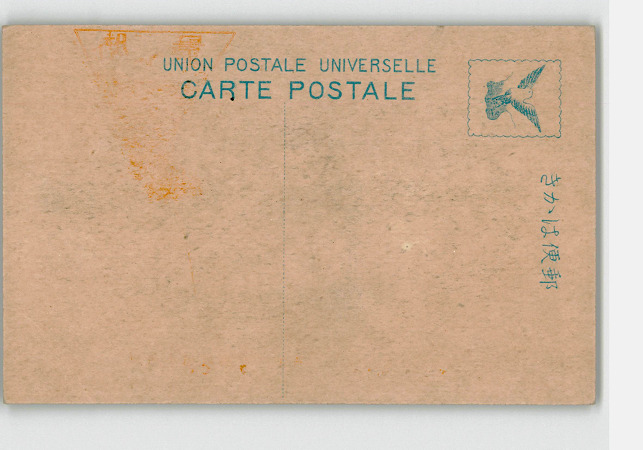 UNION POSTALE UNIVERSELLE
CARTE POSTALE
きかは便郵